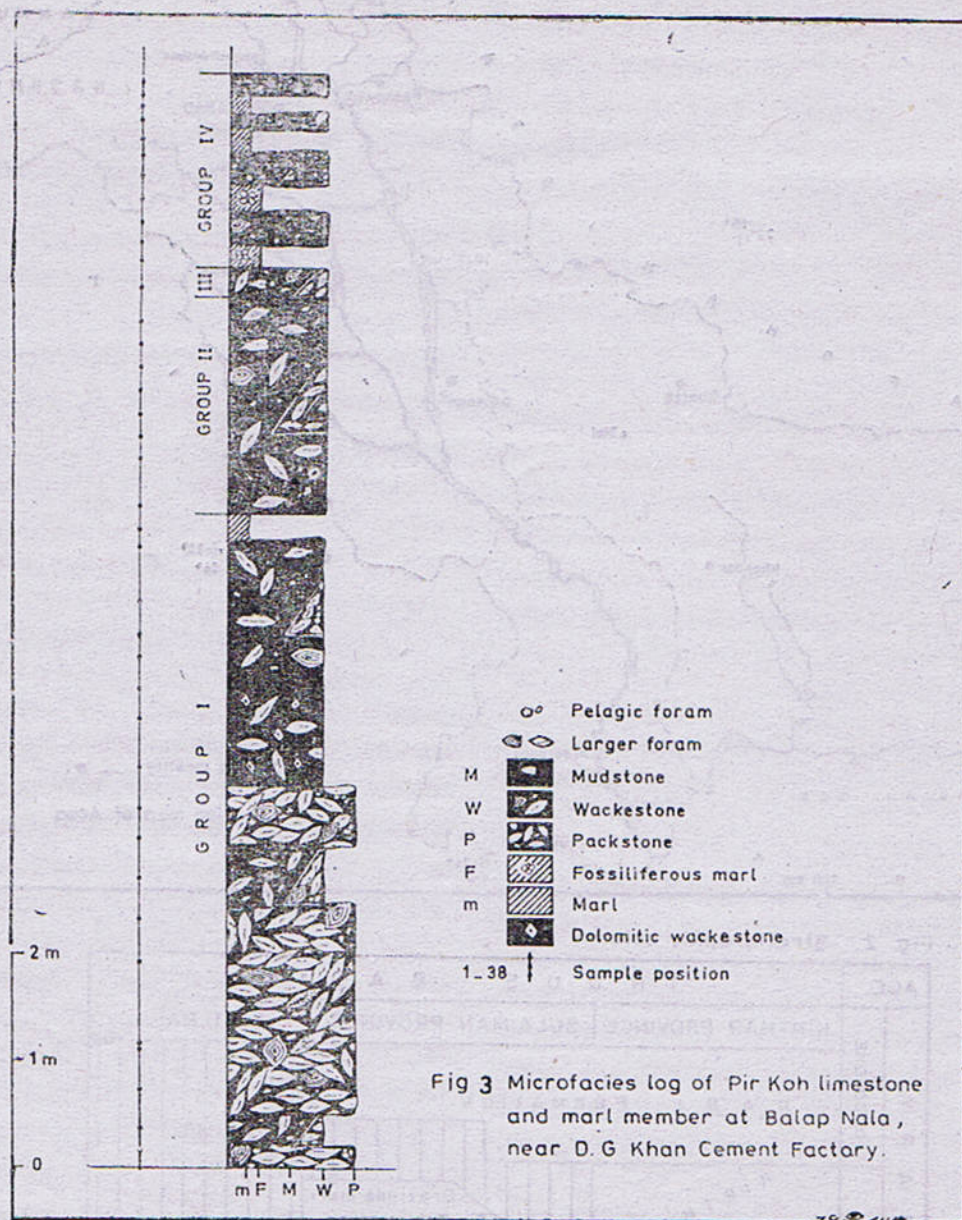 GROUP IV
III
GROUP II
GROUP I
2 m
1 m
0
m F M W P
Pelagic foram
Larger foram
M Mudstone
W Wackestone
P Packstone
F Fossiliferous marl
m Marl
Dolomitic wackestone
1_38 Sample position
Fig 3 Microfacies log of Pir Koh limestone
and marl member at Balap Nala,
near D.G Khan Cement Factory.